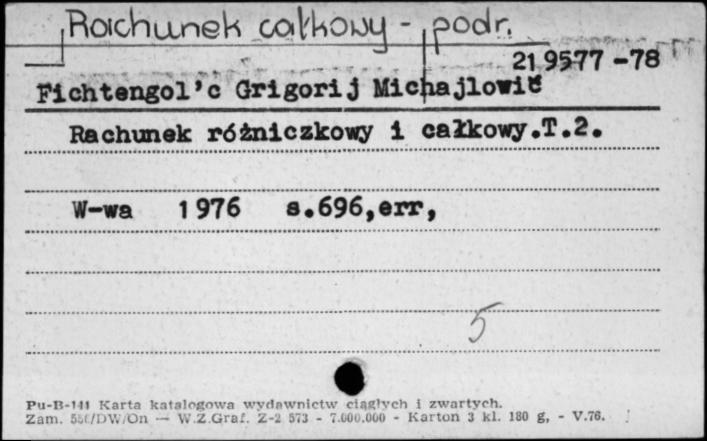 Rachunek całkowy - podr.
21 9577 -78
Fichtengol'c Grigorij Michajlowič
Rachunek różniczkowy i całkowy.T.2.
W-wa 1976 s.696,err,
5
Pu-B-141 Karta katalogowa wydawnictw ciągłych i zwartych.
Zam. 550/DW/On — W.Z.Graf. Z-2 573 - 7.000.000 - Karton 3 kl. 180 g, - V.76.